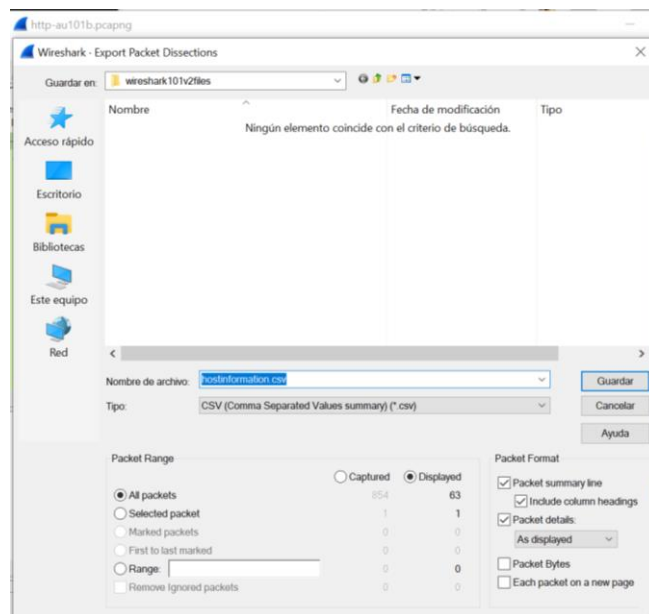 http-au101b.pcapng
Wireshark · Export Packet Dissections
Guardar en: wireshark101v2files
Nombre Fecha de modificación Tipo
Ningún elemento coincide con el criterio de búsqueda.
Acceso rápido
Escritorio
Bibliotecas
Este equipo
Red
Nombre de archivo: hostinformation.csv Guardar
Tipo: CSV (Comma Separated Values summary) (*.csv) Cancelar
Ayuda
Packet Range Packet Format
Captured Displayed Packet summary line
All packets 854 63 Include column headings
Selected packet 1 1 Packet details:
Marked packets 0 0 As displayed
First to last marked 0 0
Range: 0 0 Packet Bytes
Remove Ignored packets 0 0 Each packet on a new page